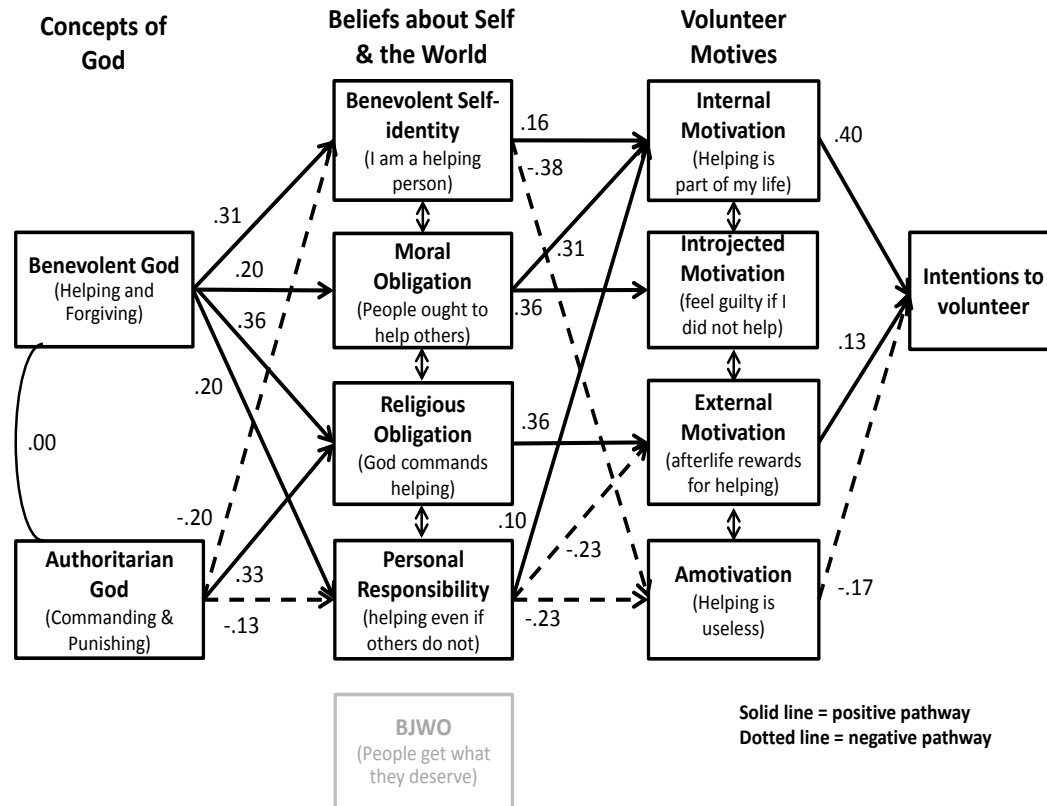 Concepts of
God
Beliefs about Self
& the World
Volunteer
Motives
Benevolent God
(Helping and
Forgiving)
Authoritarian
God
(Commanding &
Punishing)
.00
.31
.20
.36
.20
-.20
.33
-.13
Benevolent Self-
identity
(I am a helping
person)
Moral
Obligation
(People ought to
help others)
Religious
Obligation
(God commands
helping)
Personal
Responsibility
(helping even if
others do not)
BJWO
(People get what
they deserve)
.16
-.38
.31
.36
.36
.10
-.23
-.23
Internal
Motivation
(Helping is
part of my life)
Introjected
Motivation
(feel guilty if I
did not help)
External
Motivation
(afterlife rewards
for helping)
Amotivation
(Helping is
useless)
.40
.13
-.17
Intentions to
volunteer
Solid line = positive pathway
Dotted line = negative pathway